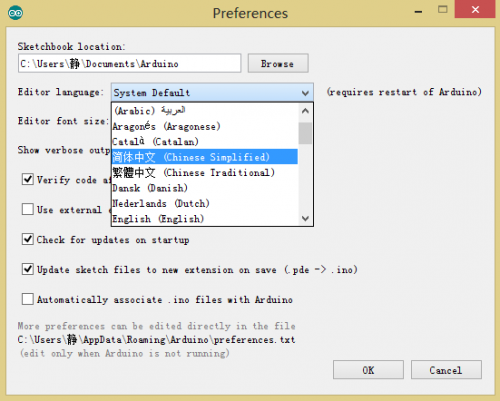 Preferences
Sketchbook location:
C:\Users\静\Documents\Arduino
Browse
Editor language:
System Default
(requires restart of Arduino)
(Arabic) العربية
Editor font size:
Aragonés (Aragonese)
Català (Catalan)
Show verbose outp
简体中文 (Chinese Simplified)
繁體中文 (Chinese Traditional)
Verify code af
Dansk (Danish)
Nederlands (Dutch)
Use external e
English (English)
Check for updates on startup
Update sketch files to new extension on save (.pde -> .ino)
Automatically associate .ino files with Arduino
More preferences can be edited directly in the file
C:\Users\静\AppData\Roaming\Arduino\preferences.txt
(edit only when Arduino is not running)
OK
Cancel